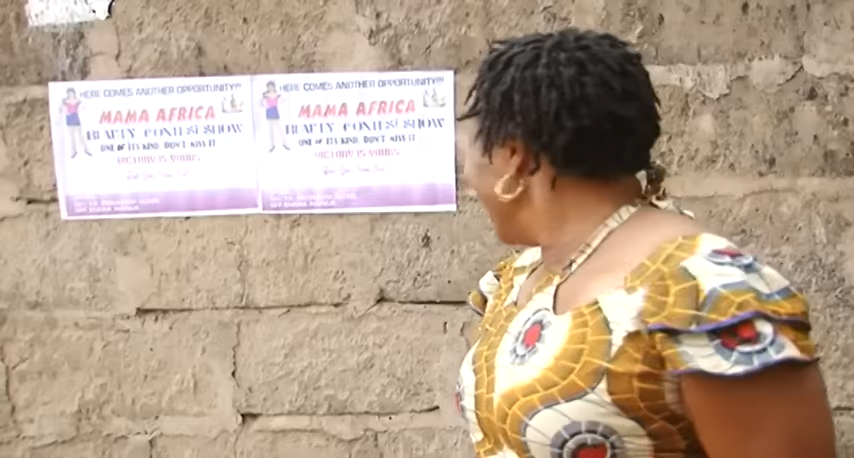 HERE COMES ANOTHER OPPORTUNITY!!!
MAMA AFRICA
BEAUTY CONTEST SHOW
ONE OF ITS KIND. DON'T MISS IT
VICTORY IS YOURS
HERE COMES ANOTHER OPPORTUNITY!!!
MAMA AFRICA
BEAUTY CONTEST SHOW
ONE OF ITS KIND. DON'T MISS IT
VICTORY IS YOURS